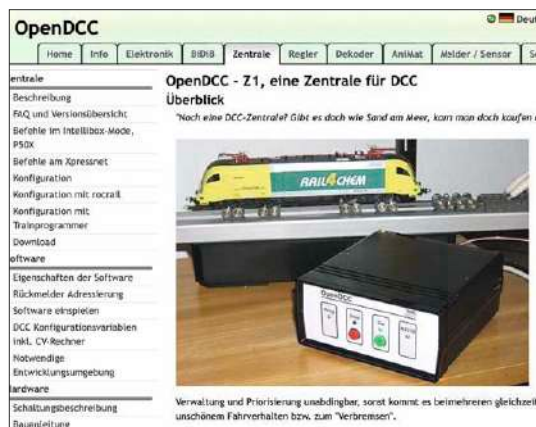 OpenDCC
Deut
Home Info Elektronik BiDiB Zentrale Regler Dekoder AniMat Melder / Sensor
entrale
Beschreibung
FAQ und Versionsübersicht
Befehle im Intellibox-Mode,
P50X
Befehle am Xpressnet
Konfiguration
Konfiguration mit rocrail
Konfiguration mit
Trainprogrammer
Download
oftware
Eigenschaften der Software
Rückmelder Adressierung
Software einspielen
DCC Konfigurationsvariablen
inkl. CV-Rechner
Notwendige
Entwicklungsumgebung
ardware
Schaltungsbeschreibung
Bauanleitung
OpenDCC - Z1, eine Zentrale für DCC
Überblick
"Noch eine DCC-Zentrale? Gibt es doch wie Sand am Meer, kann man doch kaufen
RAIL4CHEM
OpenDCC
Stop
Verwaltung und Priorisierung unabdingbar, sonst kommt es beimehreren gleichzeit
unschönem Fahrverhalten bzw. zum "Verbremsen".